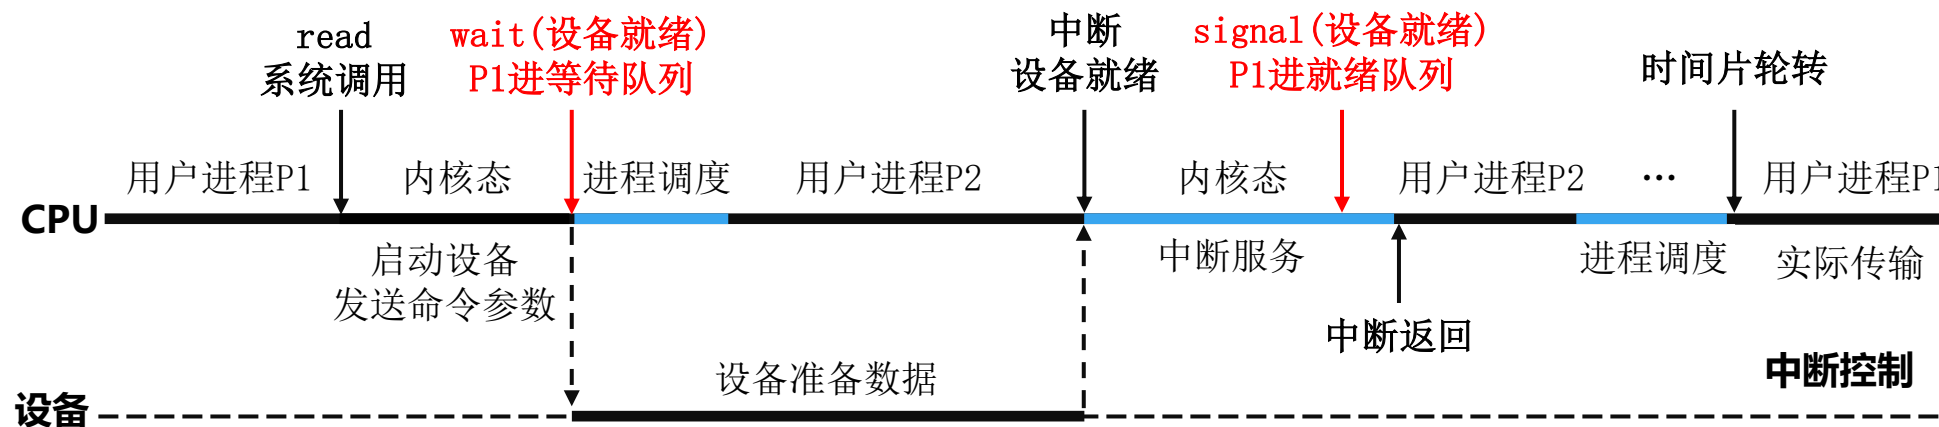 read
系统调用
wait(设备就绪)
P1进等待队列
中断
设备就绪
signal(设备就绪)
P1进就绪队列
时间片轮转
用户进程P1
内核态
进程调度
用户进程P2
内核态
用户进程P2
...
用户进程P1
CPU
启动设备
发送命令参数
中断服务
进程调度
实际传输
中断返回
设备准备数据
中断控制
设备